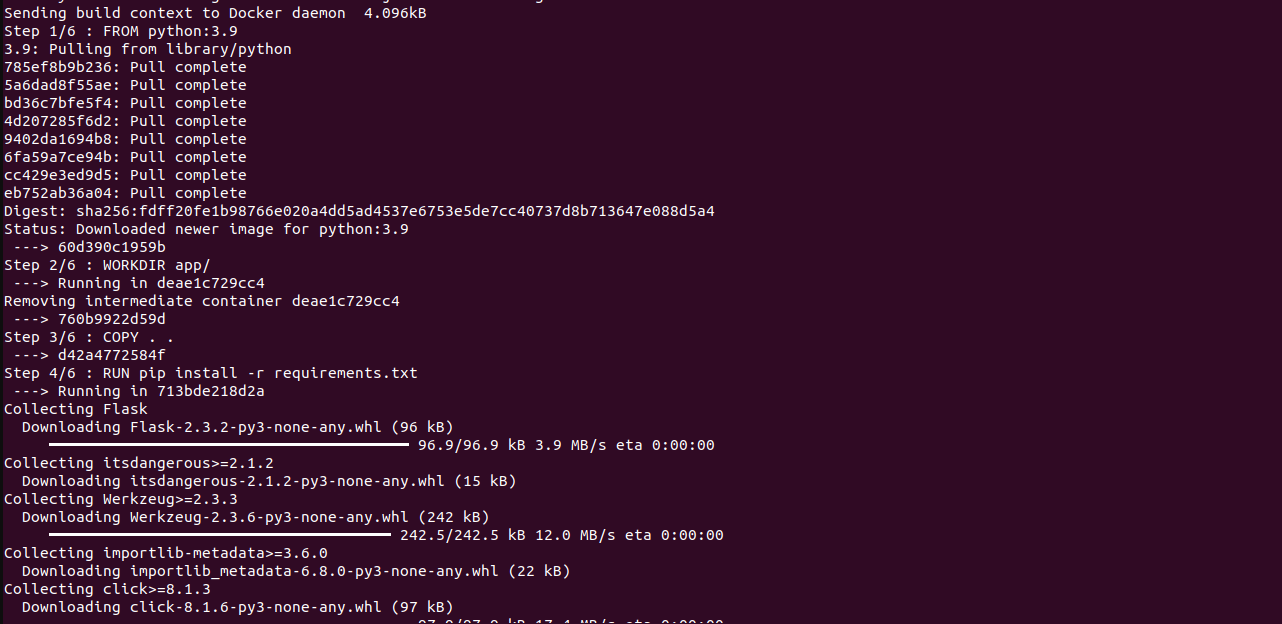 Sending build context to Docker daemon  4.096kB
Step 1/6 : FROM python:3.9
3.9: Pulling from library/python
785ef8b9b236: Pull complete
5a6dad8f55ae: Pull complete
bd36c7bfe5f4: Pull complete
4d207285f6d2: Pull complete
9402da1694b8: Pull complete
6fa59a7ce94b: Pull complete
cc429e3ed9d5: Pull complete
eb752ab36a04: Pull complete
Digest: sha256:fdff20fe1b98766e020a4dd5ad4537e6753e5de7cc40737d8b713647e088d5a4
Status: Downloaded newer image for python:3.9
 ---> 60d390c1959b
Step 2/6 : WORKDIR app/
 ---> Running in deae1c729cc4
Removing intermediate container deae1c729cc4
 ---> 760b9922d59d
Step 3/6 : COPY . .
 ---> d42a4772584f
Step 4/6 : RUN pip install -r requirements.txt
 ---> Running in 713bde218d2a
Collecting Flask
  Downloading Flask-2.3.2-py3-none-any.whl (96 kB)
96.9/96.9 kB 3.9 MB/s eta 0:00:00
Collecting itsdangerous>=2.1.2
  Downloading itsdangerous-2.1.2-py3-none-any.whl (15 kB)
Collecting Werkzeug>=2.3.3
  Downloading Werkzeug-2.3.6-py3-none-any.whl (242 kB)
242.5/242.5 kB 12.0 MB/s eta 0:00:00
Collecting importlib-metadata>=3.6.0
  Downloading importlib_metadata-6.8.0-py3-none-any.whl (22 kB)
Collecting click>=8.1.3
  Downloading click-8.1.6-py3-none-any.whl (97 kB)